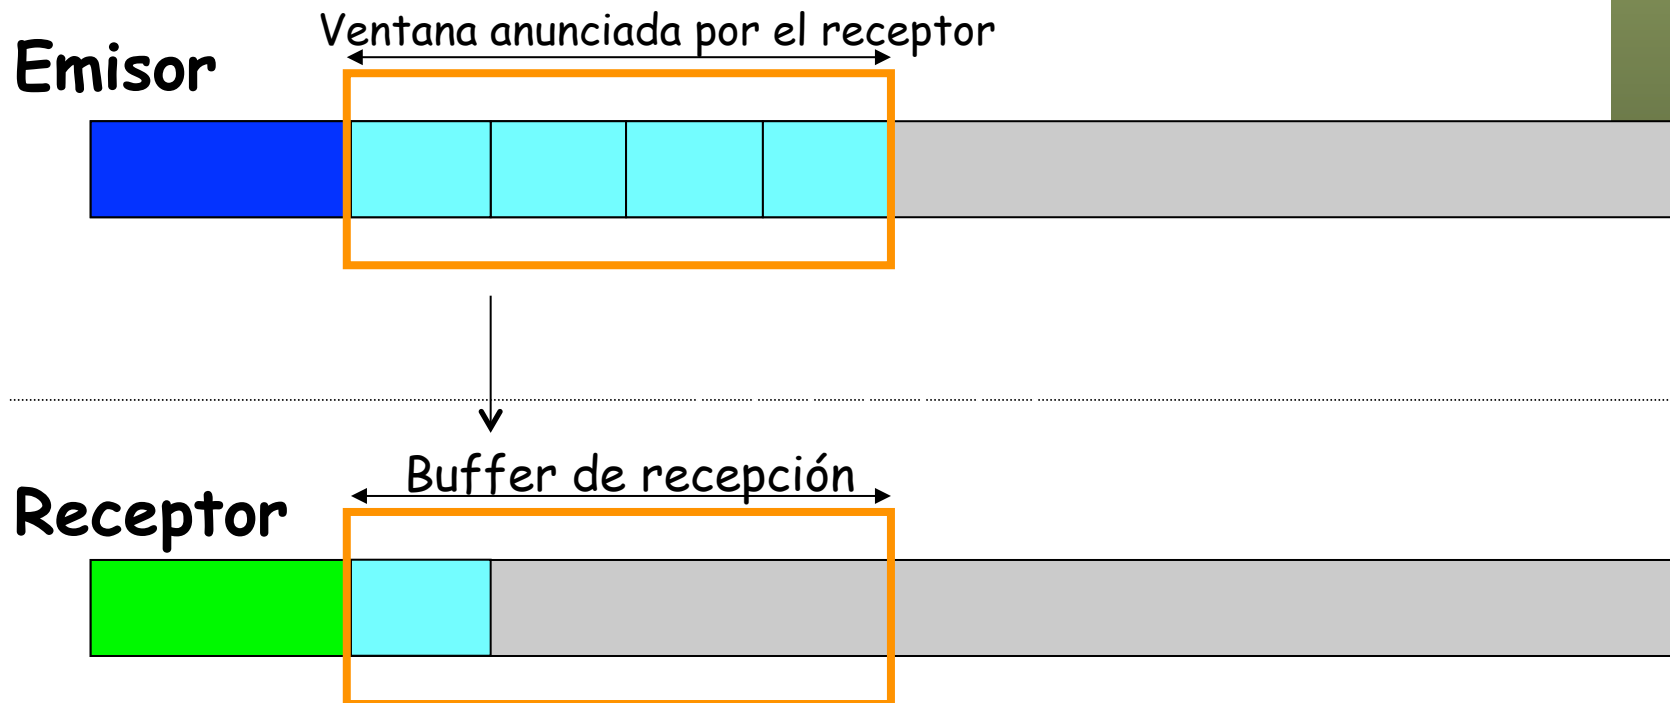 Ventana anunciada por el receptor
Emisor
Buffer de recepción
Receptor